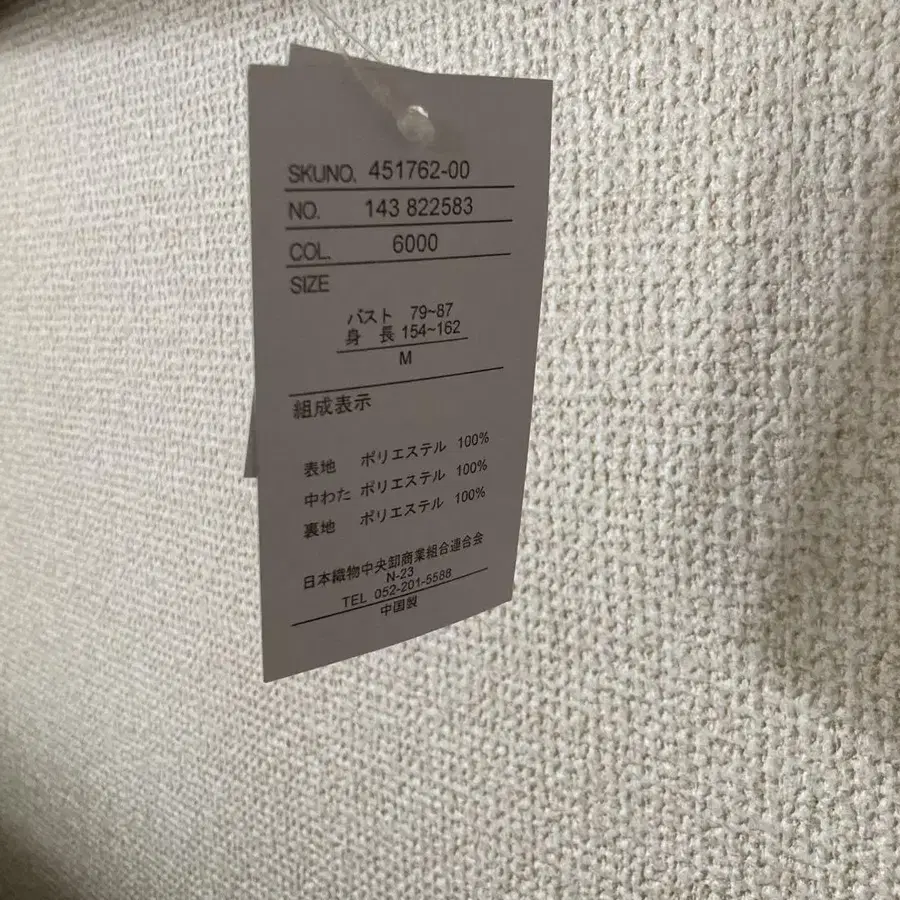 SKUNO. 451762-00
NO. 143 822583
COL. 6000
SIZE
バスト 79~87
身 長 154~162
M
組成表示
表地 ポリエステル 100%
中わた ポリエステル 100%
裏地 ポリエステル 100%
日本織物中央卸商業組合連合会
N-23
TEL 052-201-5588
中国製